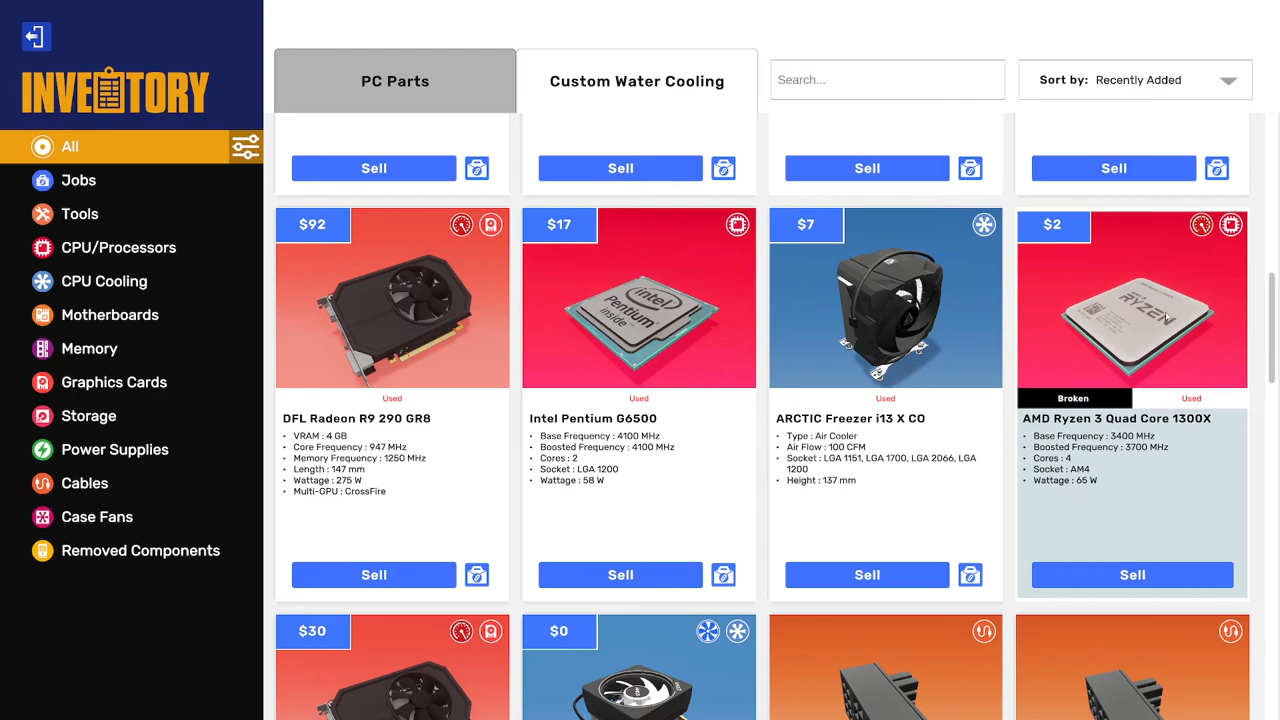 INVENTORY
All
Jobs
Tools
CPU/Processors
CPU Cooling
Motherboards
Memory
Graphics Cards
Storage
Power Supplies
Cables
Case Fans
Removed Components
PC Parts
Custom Water Cooling
Search...
Sort by: Recently Added
Sell
Sell
Sell
Sell
$92
Used
DFL Radeon R9 290 GR8
• VRAM : 4 GB
• Core Frequency : 947 MHz
• Memory Frequency : 1250 MHz
• Length : 147 mm
• Wattage : 275 W
• Multi-GPU : CrossFire
Sell
$17
intel
Pentium
inside
Used
Intel Pentium G6500
• Base Frequency : 4100 MHz
• Boosted Frequency : 4100 MHz
• Cores : 2
• Socket : LGA 1200
• Wattage : 58 W
Sell
$7
Used
ARCTIC Freezer i13 X CO
• Type : Air Cooler
• Air Flow : 100 CFM
• Socket : LGA 1151, LGA 1700, LGA 2066, LGA
1200
• Height : 137 mm
Sell
$2
RYZEN
Broken
Used
AMD Ryzen 3 Quad Core 1300X
• Base Frequency : 3400 MHz
• Boosted Frequency : 3700 MHz
• Cores : 4
• Socket : AM4
• Wattage : 65 W
Sell
$30
$0